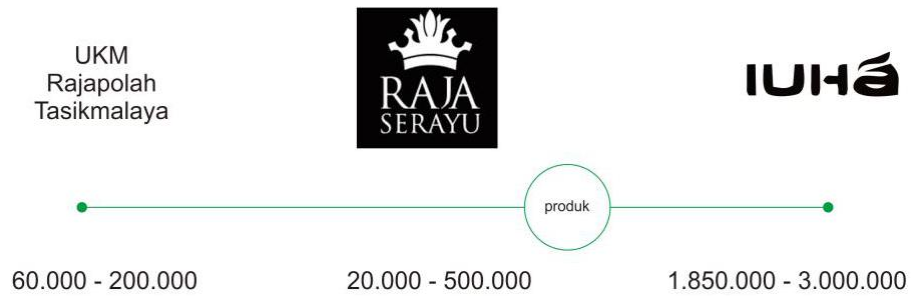 UKM
Rajapolah
Tasikmalaya
RAJA
SERAYU
IUHá
produk
60.000 - 200.000
20.000 - 500.000
1.850.000 - 3.000.000